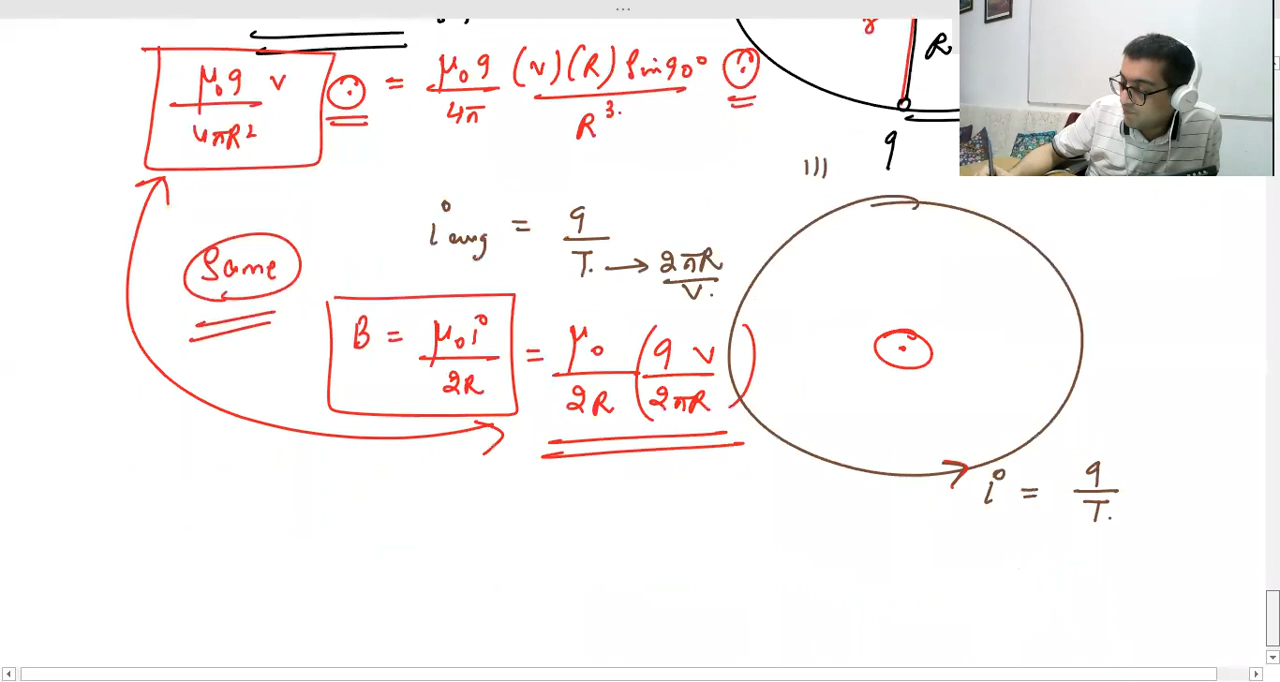 μ₀q v / 4πR² ⊙ = μ₀q / 4π (v)(R) sin90° / R³ ⊙
R
q
i avg = q / T. → 2πR / v.
Same
B = μ₀i / 2R = μ₀ / 2R ( q v / 2πR )
i = q / T.